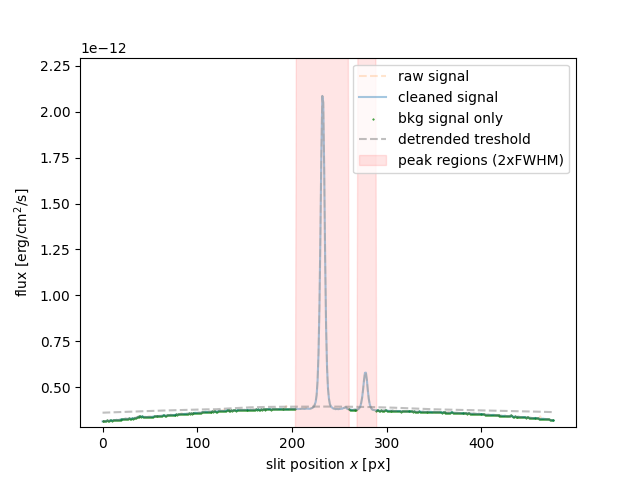 1e−12
2.25
2.00
1.75
1.50
1.25
1.00
0.75
0.50
flux [erg/cm²/s]
raw signal
cleaned signal
bkg signal only
detrended treshold
peak regions (2xFWHM)
0 100 200 300 400
slit position x [px]